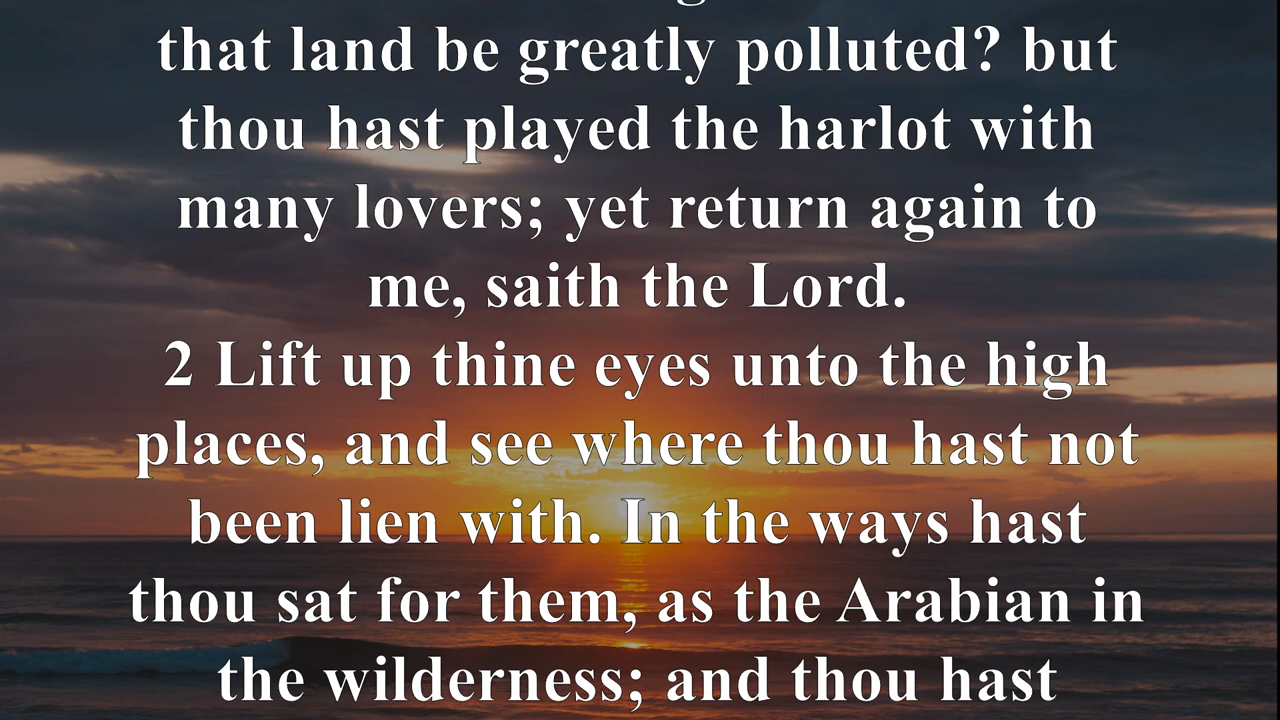 that land be greatly polluted? but
thou hast played the harlot with
many lovers; yet return again to
me, saith the Lord.
2 Lift up thine eyes unto the high
places, and see where thou hast not
been lien with. In the ways hast
thou sat for them, as the Arabian in
the wilderness; and thou hast